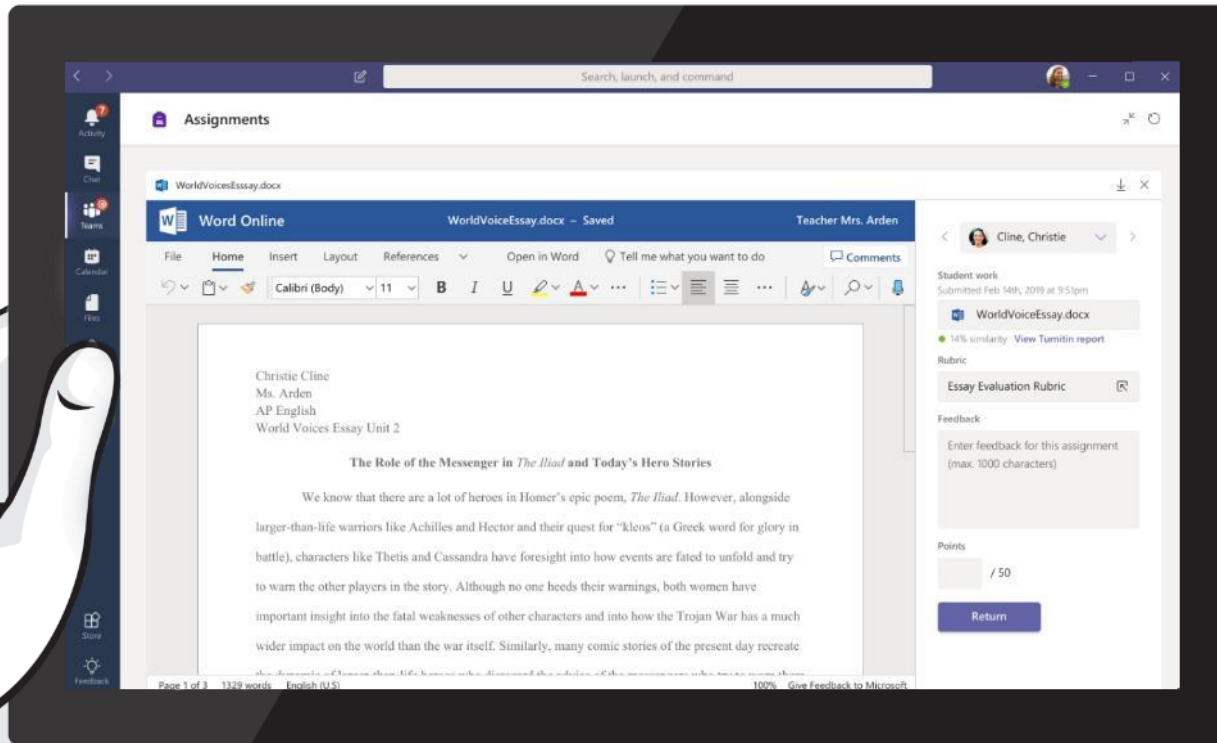 Search, launch, and command
7
Activity
Assignments
Chat
WorldVoicesEsssay.docx
Teams
Word Online
WorldVoiceEssay.docx – Saved
Teacher Mrs. Arden
Cline, Christie
Calendar
File Home Insert Layout References Open in Word Tell me what you want to do Comments
Calibri (Body) 11 B I U
Files
Student work
Submitted Feb 14th, 2019 at 9:51pm
WorldVoiceEssay.docx
14% similarity View Turnitin report
Rubric
Essay Evaluation Rubric
Feedback
Enter feedback for this assignment
(max. 1000 characters)
Points
/ 50
Return
Christie Cline
Ms. Arden
AP English
World Voices Essay Unit 2
The Role of the Messenger in The Iliad and Today's Hero Stories
We know that there are a lot of heroes in Homer's epic poem, The Iliad. However, alongside
larger-than-life warriors like Achilles and Hector and their quest for “kleos” (a Greek word for glory in
battle), characters like Thetis and Cassandra have foresight into how events are fated to unfold and try
to warn the other players in the story. Although no one heeds their warnings, both women have
important insight into the fatal weaknesses of other characters and into how the Trojan War has a much
wider impact on the world than the war itself. Similarly, many comic stories of the present day recreate
Store
Feedback
Page 1 of 3 1329 words English (U.S) 100% Give Feedback to Microsoft